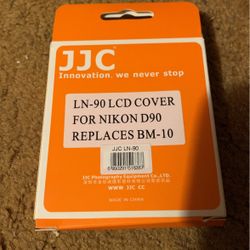 JJC
Innovation. we never stop
LN-90 LCD COVER
FOR NIKON D90
REPLACES BM-10
JJC LN-90
JJC Photography Equipment Co.,Ltd.
WWW JJC CC
MADE IN CHINA